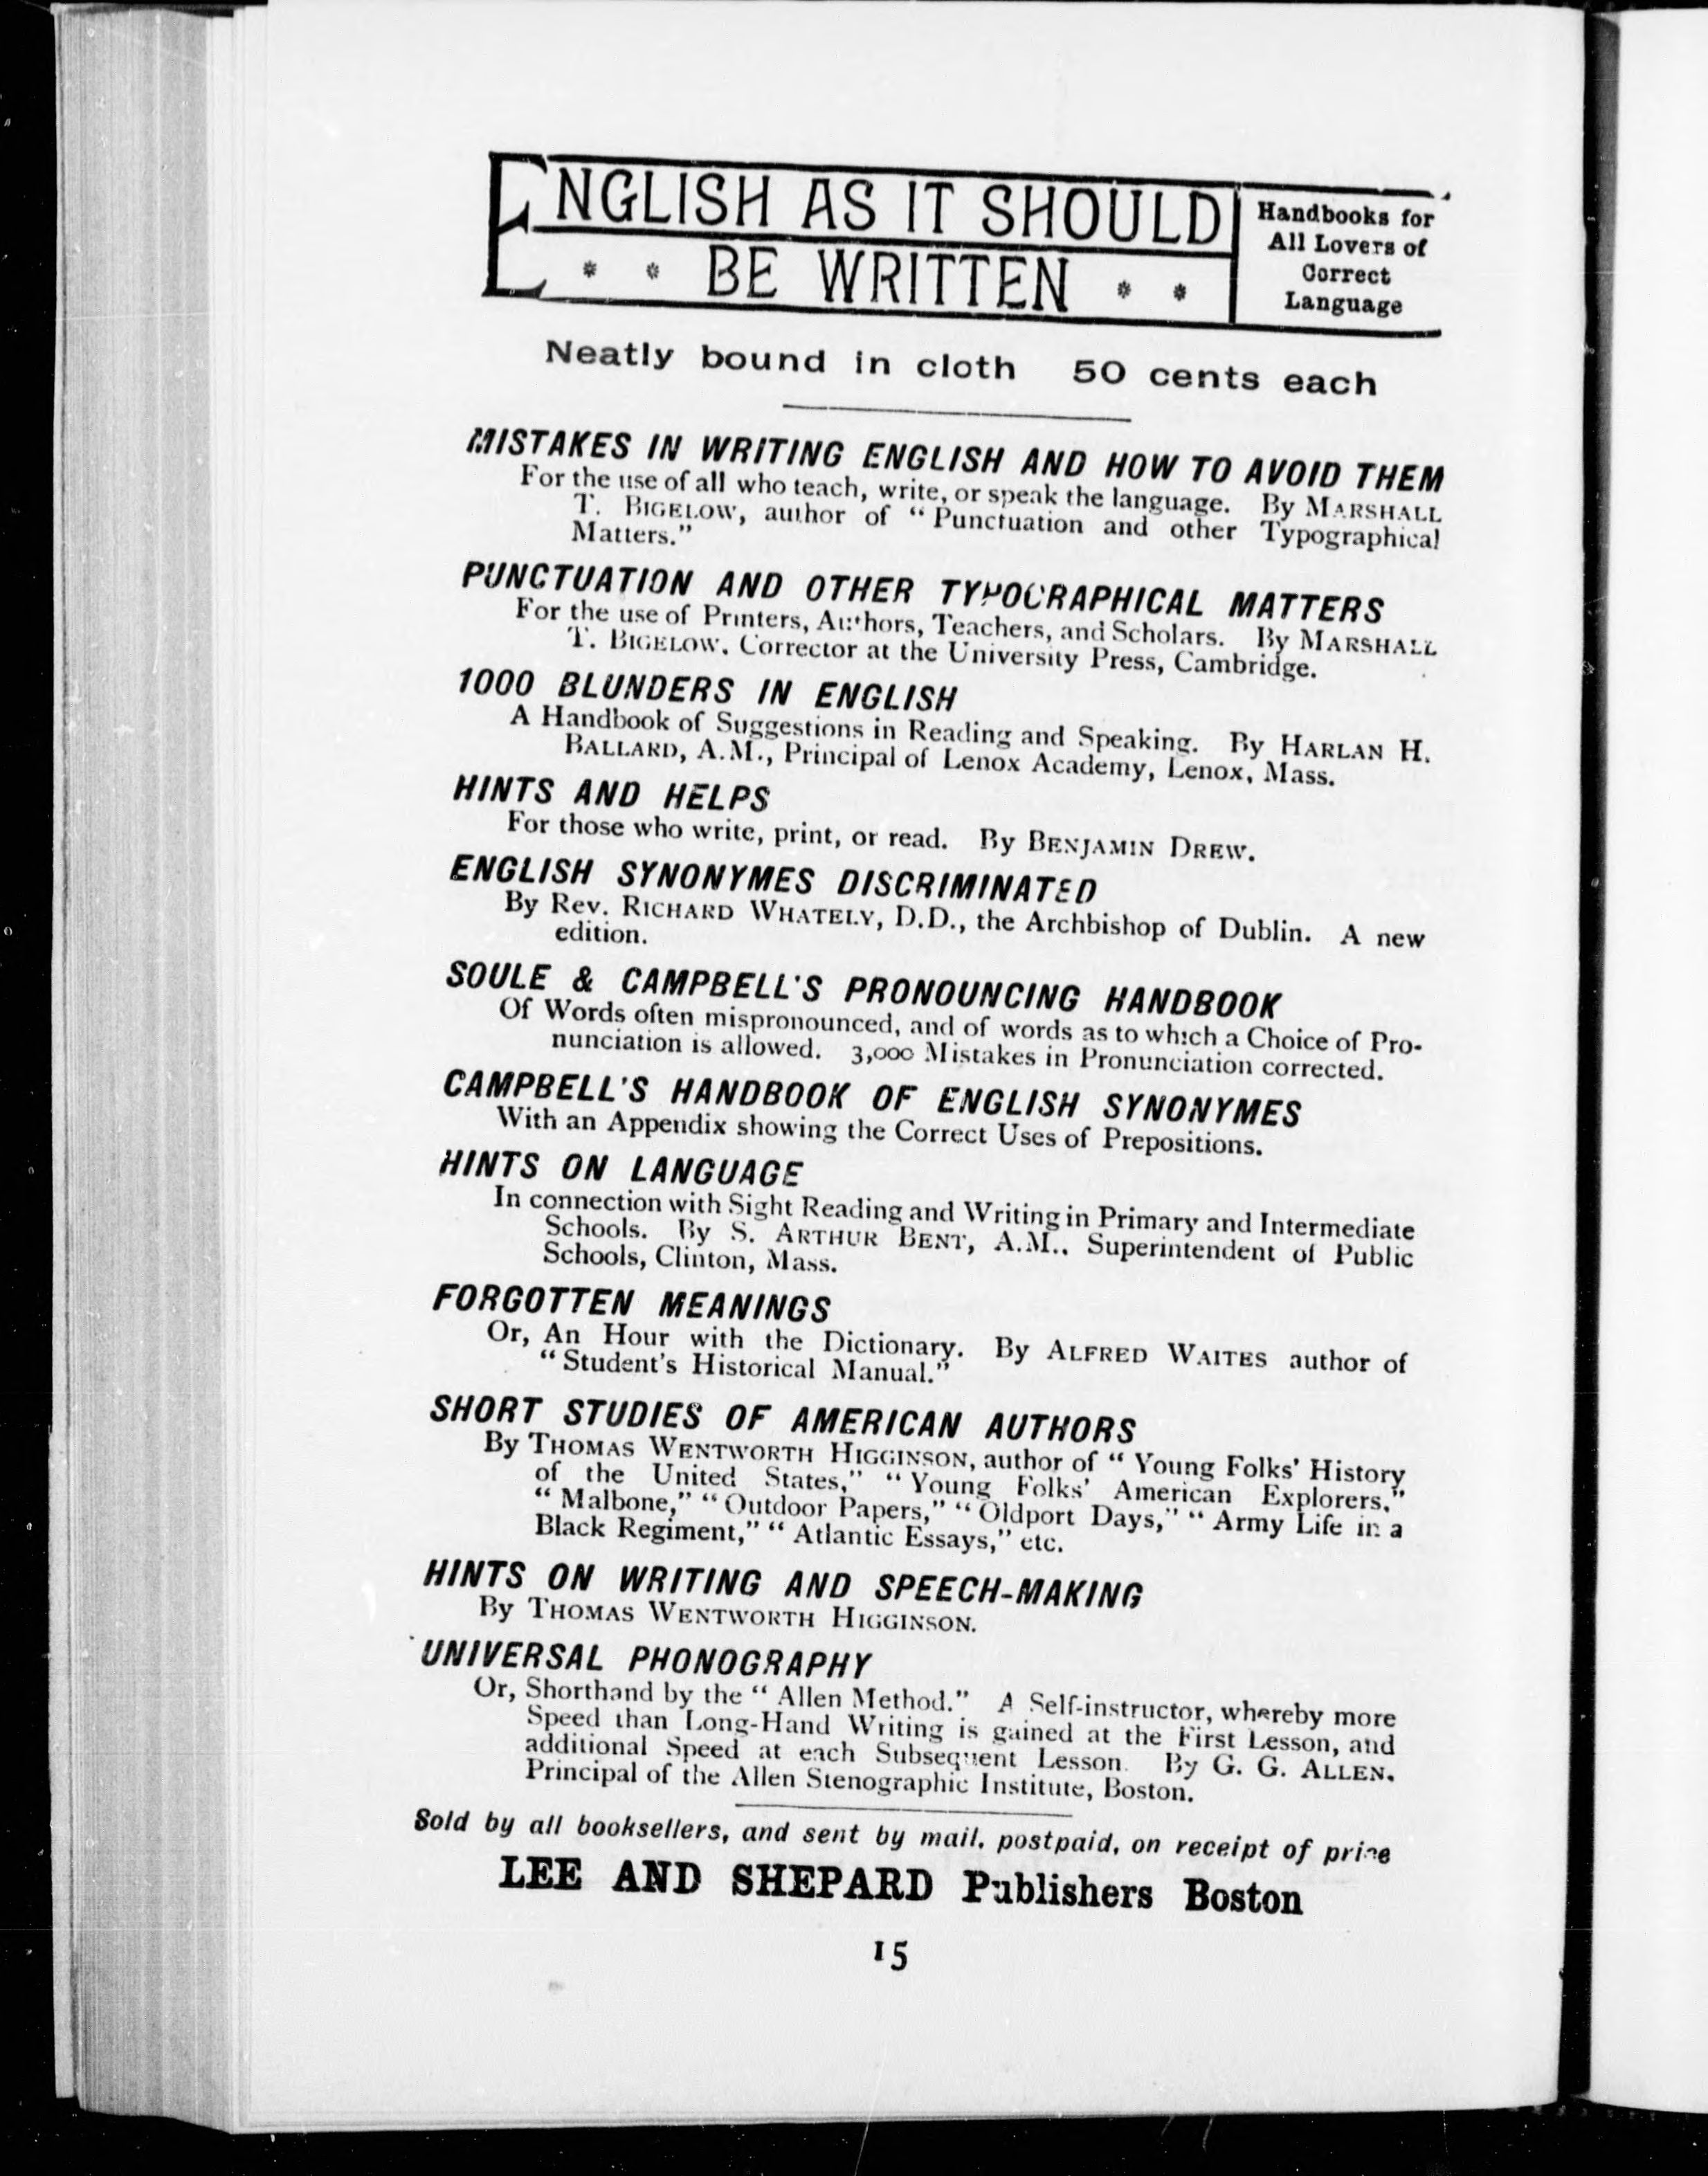 ENGLISH AS IT SHOULD
BE WRITTEN
Handbooks for
All Lovers of
Correct
Language
Neatly bound in cloth 50 cents each
MISTAKES IN WRITING ENGLISH AND HOW TO AVOID THEM
For the use of all who teach, write, or speak the language. By MARSHALL
T. BIGELOW, author of “Punctuation and other Typographical
Matters.”
PUNCTUATION AND OTHER TYPOGRAPHICAL MATTERS
For the use of Printers, Authors, Teachers, and Scholars. By MARSHALL
T. BIGELOW, Corrector at the University Press, Cambridge.
1000 BLUNDERS IN ENGLISH
A Handbook of Suggestions in Reading and Speaking. By HARLAN H.
BALLARD, A.M., Principal of Lenox Academy, Lenox, Mass.
HINTS AND HELPS
For those who write, print, or read. By BENJAMIN DREW.
ENGLISH SYNONYMES DISCRIMINATED
By Rev. RICHARD WHATELY, D.D., the Archbishop of Dublin. A new
edition.
SOULE & CAMPBELL'S PRONOUNCING HANDBOOK
Of Words often mispronounced, and of words as to which a Choice of Pro-
nunciation is allowed. 3,000 Mistakes in Pronunciation corrected.
CAMPBELL'S HANDBOOK OF ENGLISH SYNONYMES
With an Appendix showing the Correct Uses of Prepositions.
HINTS ON LANGUAGE
In connection with Sight Reading and Writing in Primary and Intermediate
Schools. By S. ARTHUR BENT, A.M., Superintendent of Public
Schools, Clinton, Mass.
FORGOTTEN MEANINGS
Or, An Hour with the Dictionary. By ALFRED WAITES author of
“Student's Historical Manual.”
SHORT STUDIES OF AMERICAN AUTHORS
By THOMAS WENTWORTH HIGGINSON, author of “Young Folks' History
of the United States,” “Young Folks' American Explorers,”
“Malbone,” “Outdoor Papers,” “Oldport Days,” “Army Life in a
Black Regiment,” “Atlantic Essays,” etc.
HINTS ON WRITING AND SPEECH-MAKING
By THOMAS WENTWORTH HIGGINSON.
UNIVERSAL PHONOGRAPHY
Or, Shorthand by the “Allen Method.” A Self-instructor, whereby more
Speed than Long-Hand Writing is gained at the First Lesson, and
additional Speed at each Subsequent Lesson. By G. G. ALLEN,
Principal of the Allen Stenographic Institute, Boston.
Sold by all booksellers, and sent by mail, postpaid, on receipt of price
LEE AND SHEPARD Publishers Boston
15